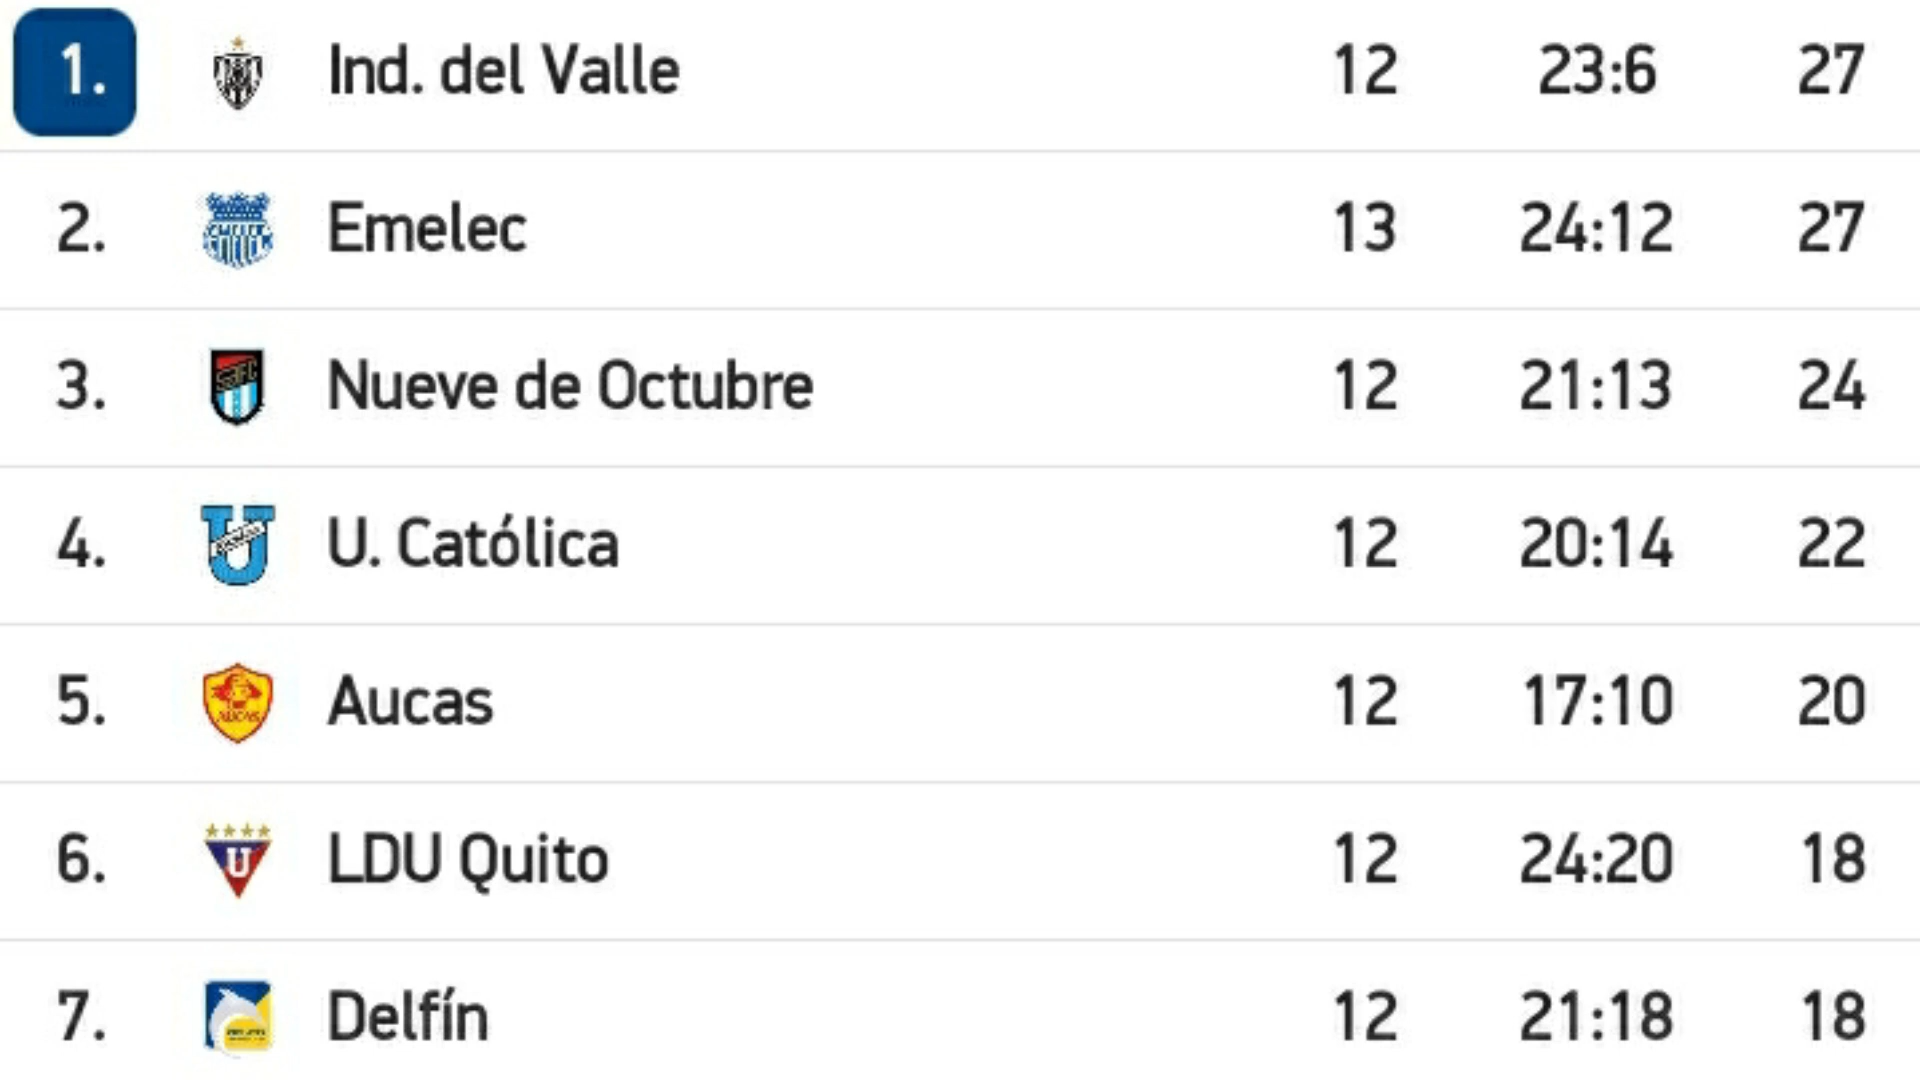 1. Ind. del Valle 12 23:6 27
2. EMELEC Emelec 13 24:12 27
3. Nueve de Octubre 12 21:13 24
4. U. Católica 12 20:14 22
5. AUCAS Aucas 12 17:10 20
6. U LDU Quito 12 24:20 18
7. Delfín 12 21:18 18